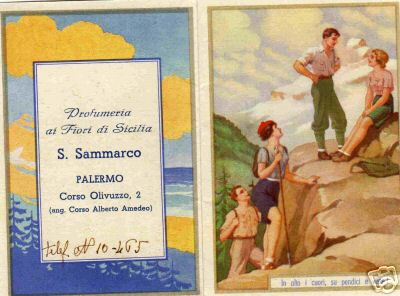 Profumeria
ai Fiori di Sicilia
S. Sammarco
PALERMO
Corso Olivuzzo, 2
(ang. Corso Alberto Amedeo)
telef. N 10-465
In alto i cuori, su pendici e